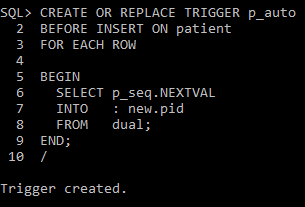 SQL> CREATE OR REPLACE TRIGGER p_auto
  2  BEFORE INSERT ON patient
  3  FOR EACH ROW
  4
  5  BEGIN
  6    SELECT p_seq.NEXTVAL
  7    INTO   : new.pid
  8    FROM   dual;
  9  END;
 10  /
Trigger created.